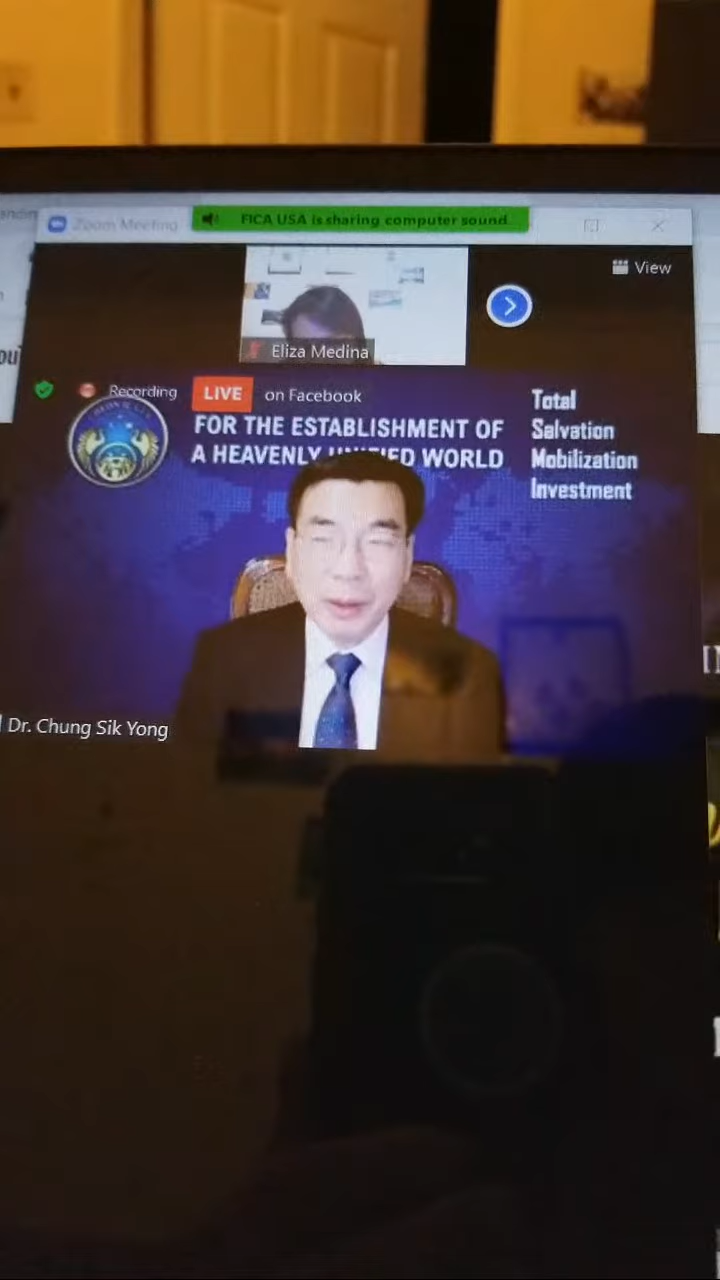 Zoom Meeting
FICA USA is sharing computer sound
View
Eliza Medina
Recording
LIVE on Facebook
FOR THE ESTABLISHMENT OF
A HEAVENLY UNIFIED WORLD
Total
Salvation
Mobilization
Investment
Dr. Chung Sik Yong